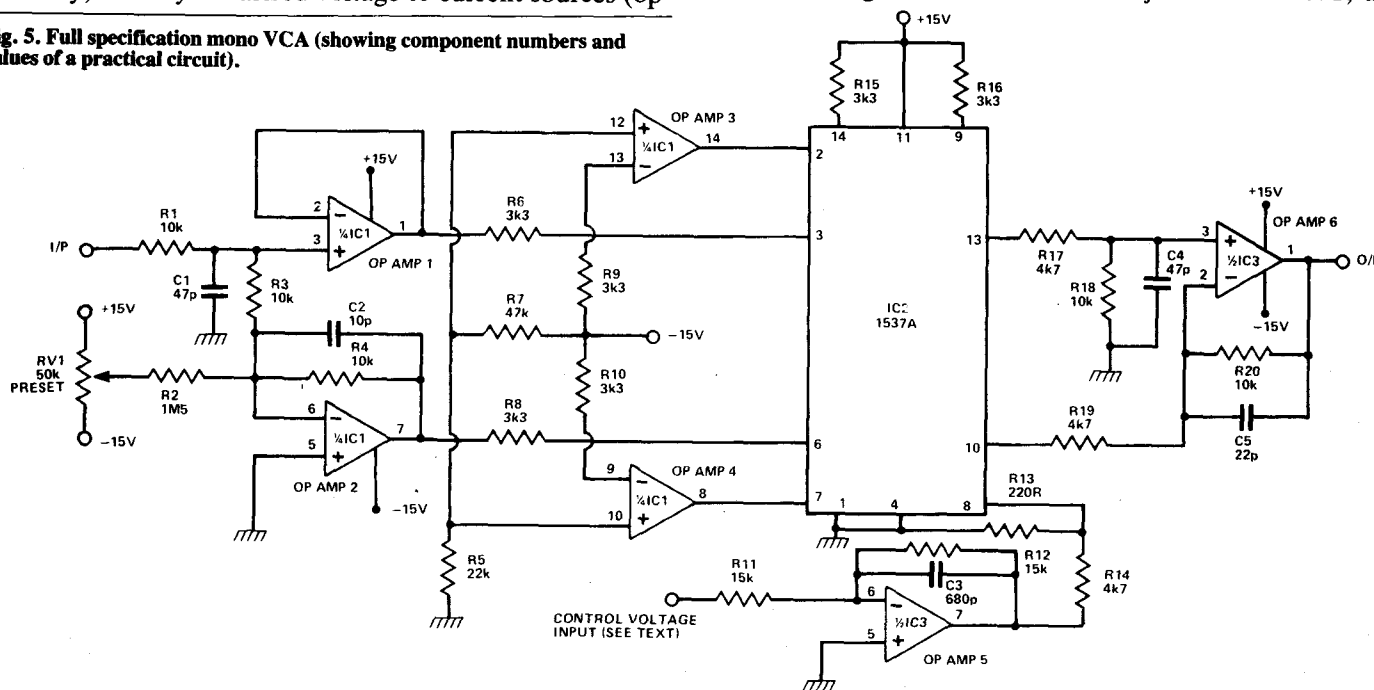 ng. 5. Full specification mono VCA (showing component numbers and
alues of a practical circuit).
+15V
R15
3k3
R16
3k3
14
11
9
OP AMP 3
12
+
¼IC1
14
13
−
2
+15V
2
−
¼IC1
1
3
+
OP AMP 1
R1
10k
I/P
C1
47p
R3
10k
R6
3k3
3
R9
3k3
R7
47k
−15V
R10
3k3
C2
10p
R4
10k
+15V
RV1
50k
PRESET
−15V
R2
1M5
6
−
¼IC1
7
5
+
OP AMP 2
−15V
R8
3k3
6
OP AMP 4
9
−
¼IC1
8
10
+
7
R5
22k
IC2
1537A
13
R17
4k7
R18
10k
C4
47p
+15V
OP AMP 6
3
+
½IC3
1
2
−
−15V
O/
R20
10k
C5
22p
R19
4k7
10
1
4
8
R13
220R
R12
15k
C3
680p
R14
4k7
R11
15k
CONTROL VOLTAGE
INPUT (SEE TEXT)
6
−
½IC3
7
5
+
OP AMP 5